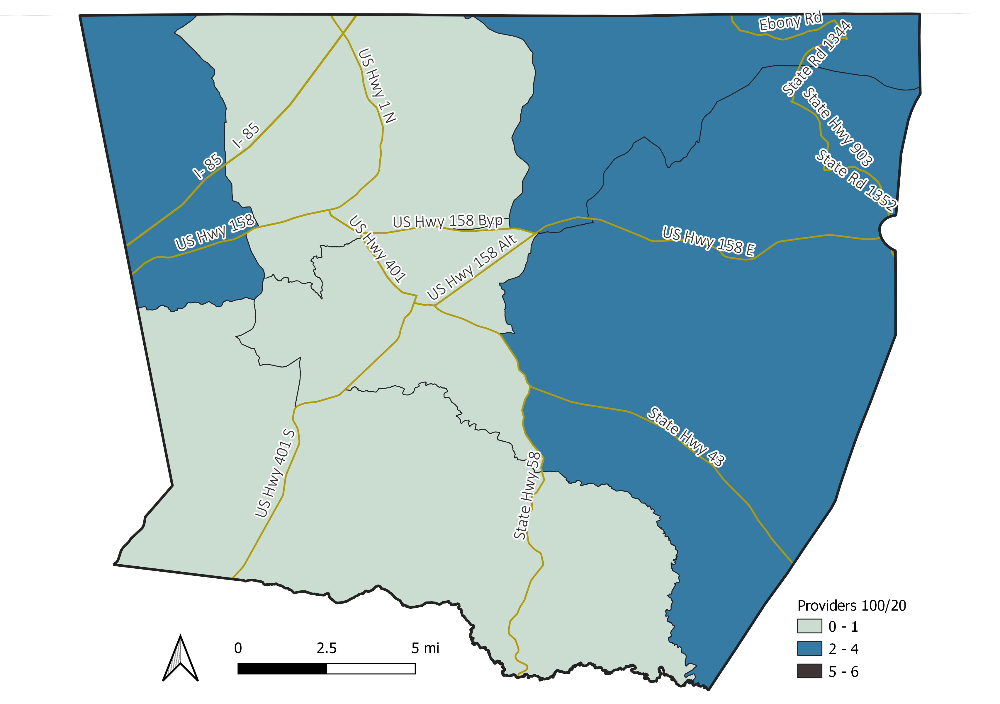 Ebony Rd
State Rd 1344
US Hwy 1 N
State Hwy 903
I- 85
I- 85
State Rd 1352
US Hwy 158
US Hwy 158 Byp
US Hwy 401
US Hwy 158 E
US Hwy 158 Alt
State Hwy 43
US Hwy 401 S
State Hwy 58
Providers 100/20
0 - 1
2 - 4
5 - 6
0 2.5 5 mi